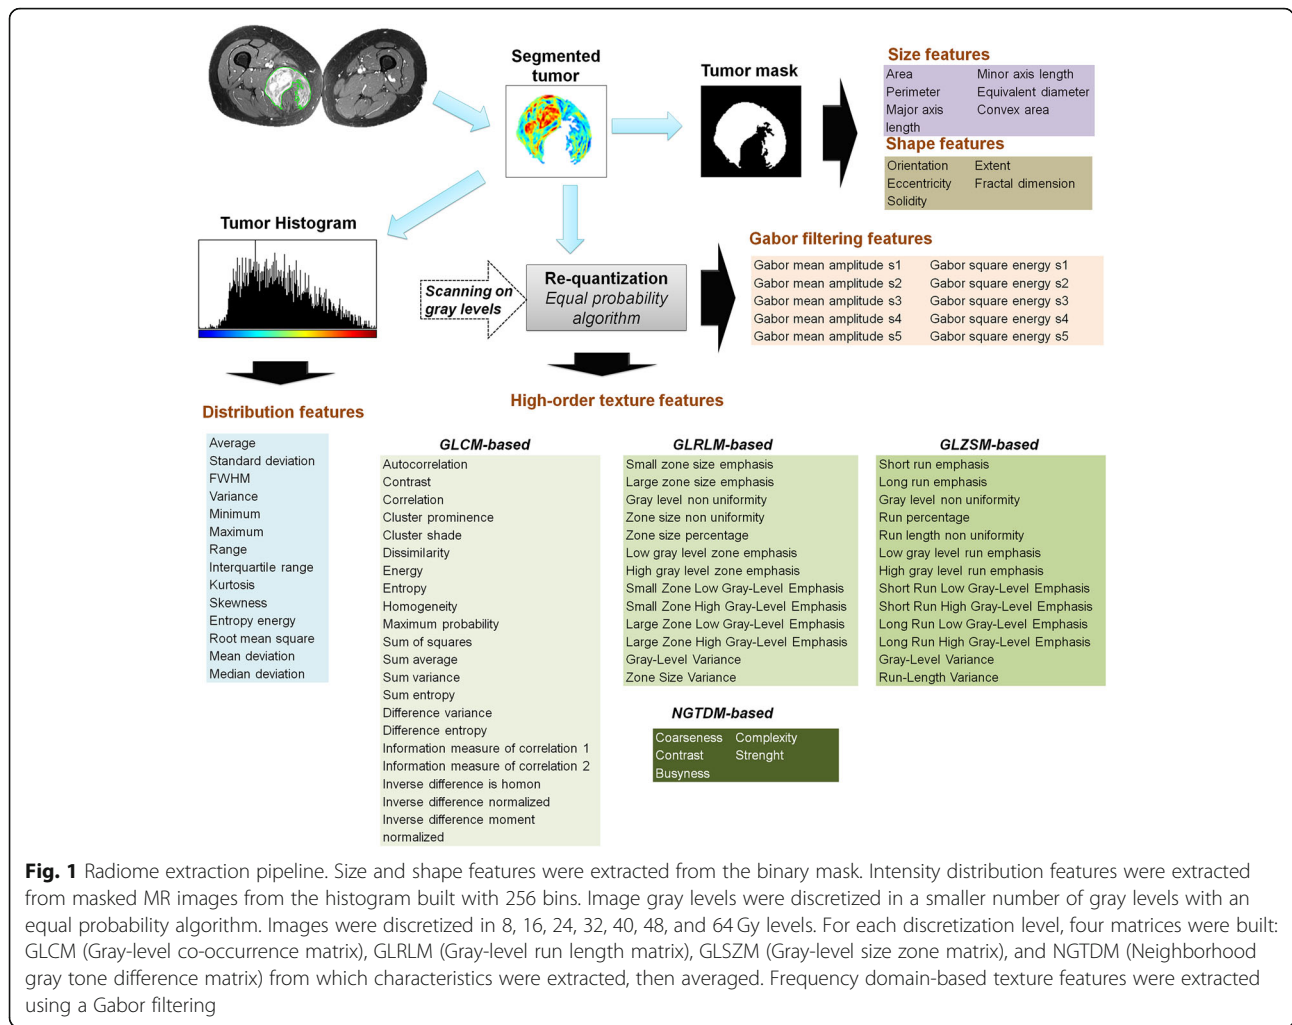 Segmented
tumor
Tumor mask
Size features
Area
Perimeter
Major axis
length
Minor axis length
Equivalent diameter
Convex area
Shape features
Orientation
Eccentricity
Solidity
Extent
Fractal dimension
Tumor Histogram
Scanning on
gray levels
Re-quantization
Equal probability
algorithm
Gabor filtering features
Gabor mean amplitude s1
Gabor mean amplitude s2
Gabor mean amplitude s3
Gabor mean amplitude s4
Gabor mean amplitude s5
Gabor square energy s1
Gabor square energy s2
Gabor square energy s3
Gabor square energy s4
Gabor square energy s5
Distribution features
Average
Standard deviation
FWHM
Variance
Minimum
Maximum
Range
Interquartile range
Kurtosis
Skewness
Entropy energy
Root mean square
Mean deviation
Median deviation
High-order texture features
GLCM-based
Autocorrelation
Contrast
Correlation
Cluster prominence
Cluster shade
Dissimilarity
Energy
Entropy
Homogeneity
Maximum probability
Sum of squares
Sum average
Sum variance
Sum entropy
Difference variance
Difference entropy
Information measure of correlation 1
Information measure of correlation 2
Inverse difference is homon
Inverse difference normalized
Inverse difference moment
normalized
GLRLM-based
Small zone size emphasis
Large zone size emphasis
Gray level non uniformity
Zone size non uniformity
Zone size percentage
Low gray level zone emphasis
High gray level zone emphasis
Small Zone Low Gray-Level Emphasis
Small Zone High Gray-Level Emphasis
Large Zone Low Gray-Level Emphasis
Large Zone High Gray-Level Emphasis
Gray-Level Variance
Zone Size Variance
GLZSM-based
Short run emphasis
Long run emphasis
Gray level non uniformity
Run percentage
Run length non uniformity
Low gray level run emphasis
High gray level run emphasis
Short Run Low Gray-Level Emphasis
Short Run High Gray-Level Emphasis
Long Run Low Gray-Level Emphasis
Long Run High Gray-Level Emphasis
Gray-Level Variance
Run-Length Variance
NGTDM-based
Coarseness
Contrast
Busyness
Complexity
Strenght
Fig. 1 Radiome extraction pipeline. Size and shape features were extracted from the binary mask. Intensity distribution features were extracted
from masked MR images from the histogram built with 256 bins. Image gray levels were discretized in a smaller number of gray levels with an
equal probability algorithm. Images were discretized in 8, 16, 24, 32, 40, 48, and 64 Gy levels. For each discretization level, four matrices were built:
GLCM (Gray-level co-occurrence matrix), GLRLM (Gray-level run length matrix), GLSZM (Gray-level size zone matrix), and NGTDM (Neighborhood
gray tone difference matrix) from which characteristics were extracted, then averaged. Frequency domain-based texture features were extracted
using a Gabor filtering